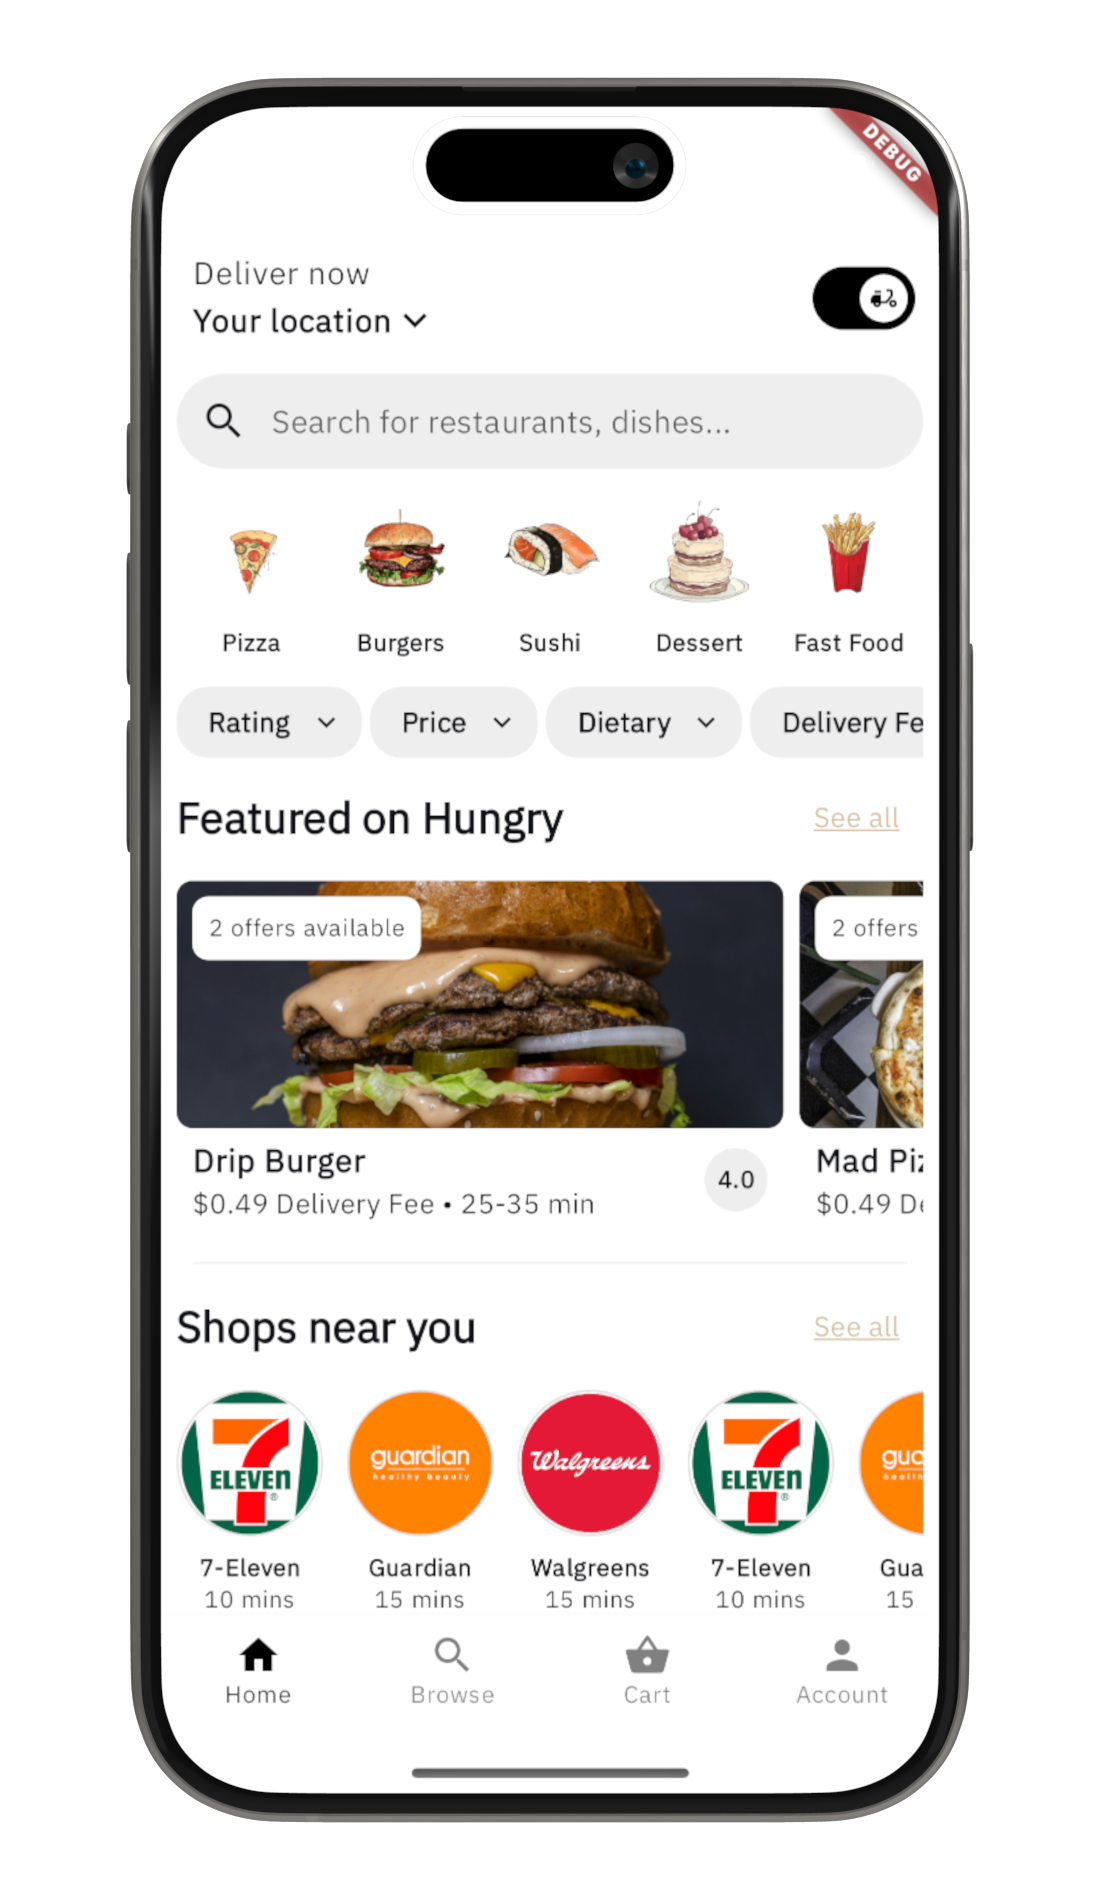 DEBUG
Deliver now
Your location
Search for restaurants, dishes...
Pizza Burgers Sushi Dessert Fast Food
Rating Price Dietary Delivery Fe
Featured on Hungry See all
2 offers available 2 offers
Drip Burger 4.0 Mad Piz
$0.49 Delivery Fee • 25-35 min $0.49 De
Shops near you See all
7 ELEVEN ® guardian healthy beauty Walgreens 7 ELEVEN ® gua health
7-Eleven Guardian Walgreens 7-Eleven Gua
10 mins 15 mins 15 mins 10 mins 15
Home Browse Cart Account